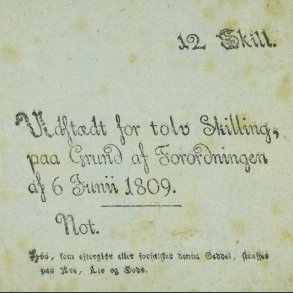 12 Skill.
Udstædt for tolv Skilling,
paa Grund af Forordningen
af 6 Junii 1809.
Not.
Hvo, som eftergiør eller forfalsker denne Seddel, straffes
paa Ære, Liv og Gods.